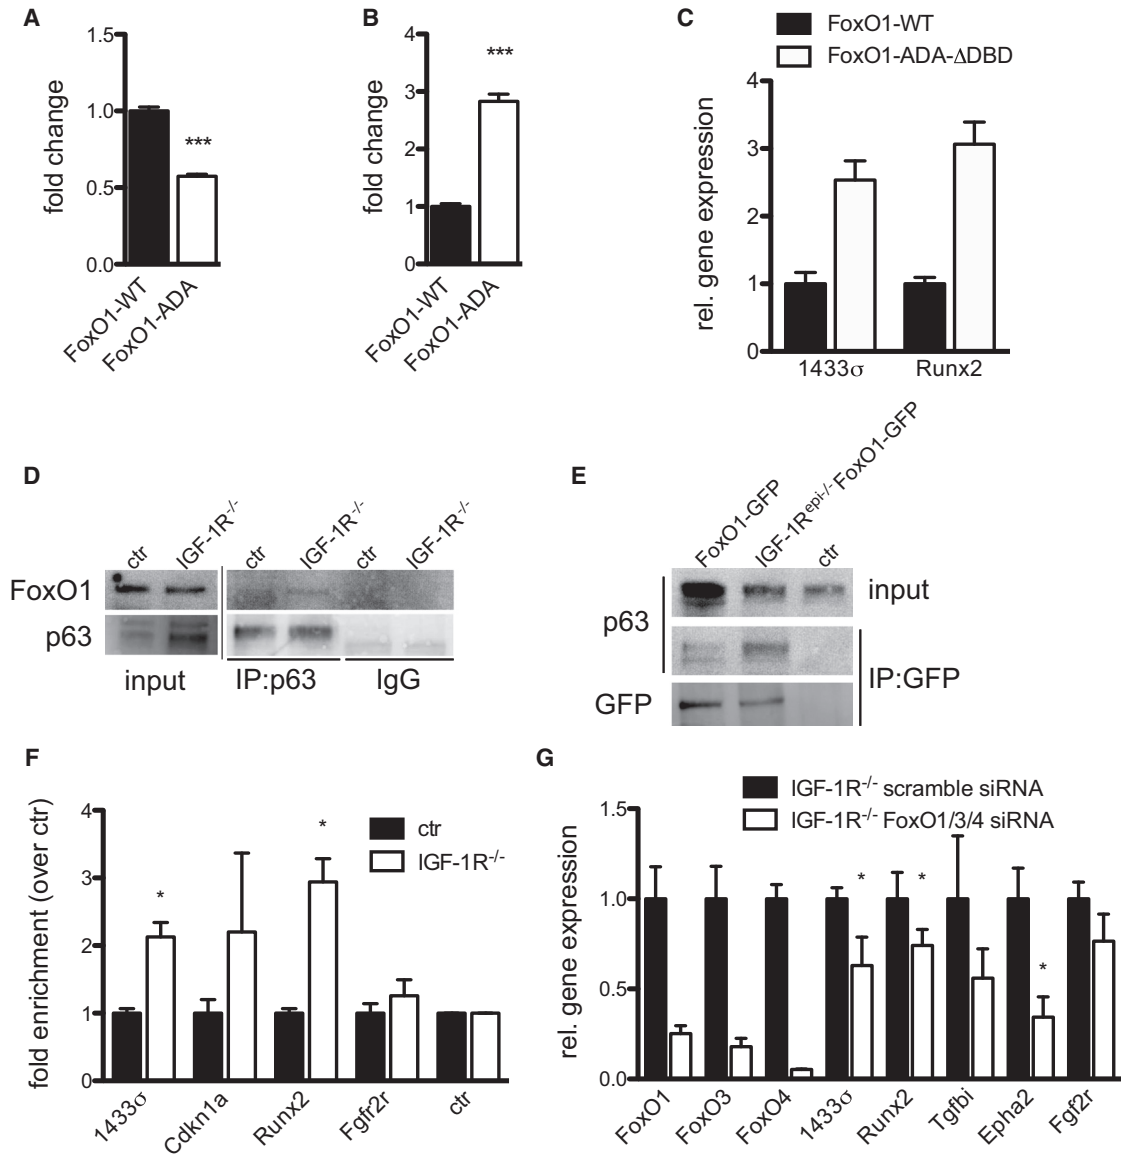 A
1.5
1.0
0.5
0.0
fold change
***
FoxO1-WT
FoxO1-ADA
B
4
3
2
1
0
fold change
***
FoxO1-WT
FoxO1-ADA
C
FoxO1-WT
FoxO1-ADA-ΔDBD
4
3
2
1
0
rel. gene expression
1433σ
Runx2
D
ctr
IGF-1R-/-
ctr
IGF-1R-/-
ctr
IGF-1R-/-
FoxO1
p63
input
IP:p63
IgG
E
FoxO1-GFP
IGF-1Repi-/- FoxO1-GFP
ctr
p63
input
IP:GFP
GFP
F
4
3
2
1
0
fold enrichment (over ctr)
ctr
IGF-1R-/-
*
*
1433σ
Cdkn1a
Runx2
Fgfr2r
ctr
G
IGF-1R-/- scramble siRNA
IGF-1R-/- FoxO1/3/4 siRNA
1.5
1.0
0.5
0.0
rel. gene expression
*
*
*
FoxO1
FoxO3
FoxO4
1433σ
Runx2
Tgfbi
Epha2
Fgf2r